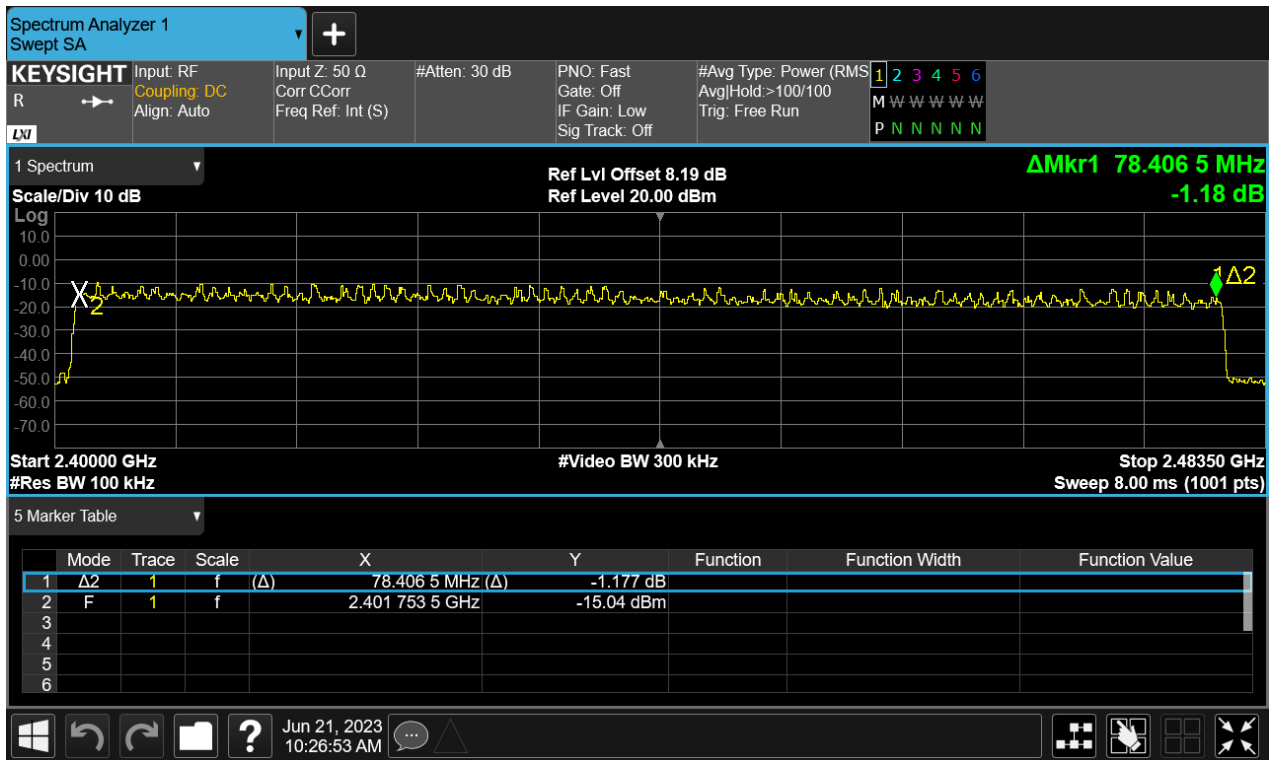 Spectrum Analyzer 1
Swept SA
KEYSIGHT Input: RF Input Z: 50 Ω #Atten: 30 dB PNO: Fast #Avg Type: Power (RMS 1 2 3 4 5 6
R Coupling: DC Corr CCorr Gate: Off Avg|Hold:>100/100 M W W W W W
Align: Auto Freq Ref: Int (S) IF Gain: Low Trig: Free Run
LXI Sig Track: Off P N N N N N
1 Spectrum Ref Lvl Offset 8.19 dB ΔMkr1 78.406 5 MHz
Scale/Div 10 dB Ref Level 20.00 dBm -1.18 dB
Log
10.0
0.00
-10.0 1Δ2
-20.0 2
-30.0
-40.0
-50.0
-60.0
-70.0
Start 2.40000 GHz #Video BW 300 kHz Stop 2.48350 GHz
#Res BW 100 kHz Sweep 8.00 ms (1001 pts)
5 Marker Table
Mode Trace Scale X Y Function Function Width Function Value
1 Δ2 1 f (Δ) 78.406 5 MHz (Δ) -1.177 dB
2 F 1 f 2.401 753 5 GHz -15.04 dBm
3
4
5
6
? Jun 21, 2023
10:26:53 AM